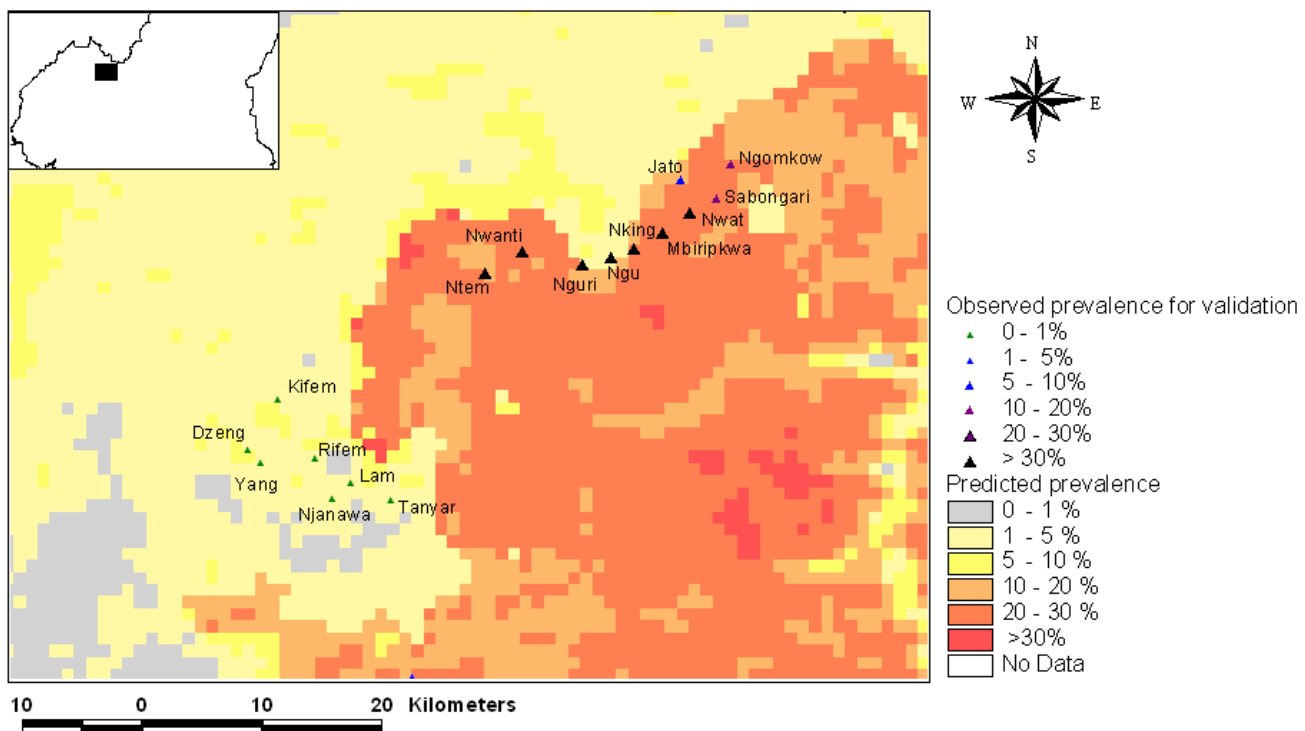 N
W E
S
Jato
Ngomkow
Sabongari
Nwat
Nking
Mbiripkwa
Nwanti
Ngu
Nguri
Ntem
Kifem
Dzeng
Rifem
Yang
Lam
Njanawa
Tanyar
Observed prevalence for validation
0 - 1%
1 - 5%
5 - 10%
10 - 20%
20 - 30%
> 30%
Predicted prevalence
0 - 1 %
1 - 5 %
5 - 10 %
10 - 20 %
20 - 30 %
>30%
No Data
10 0 10 20 Kilometers